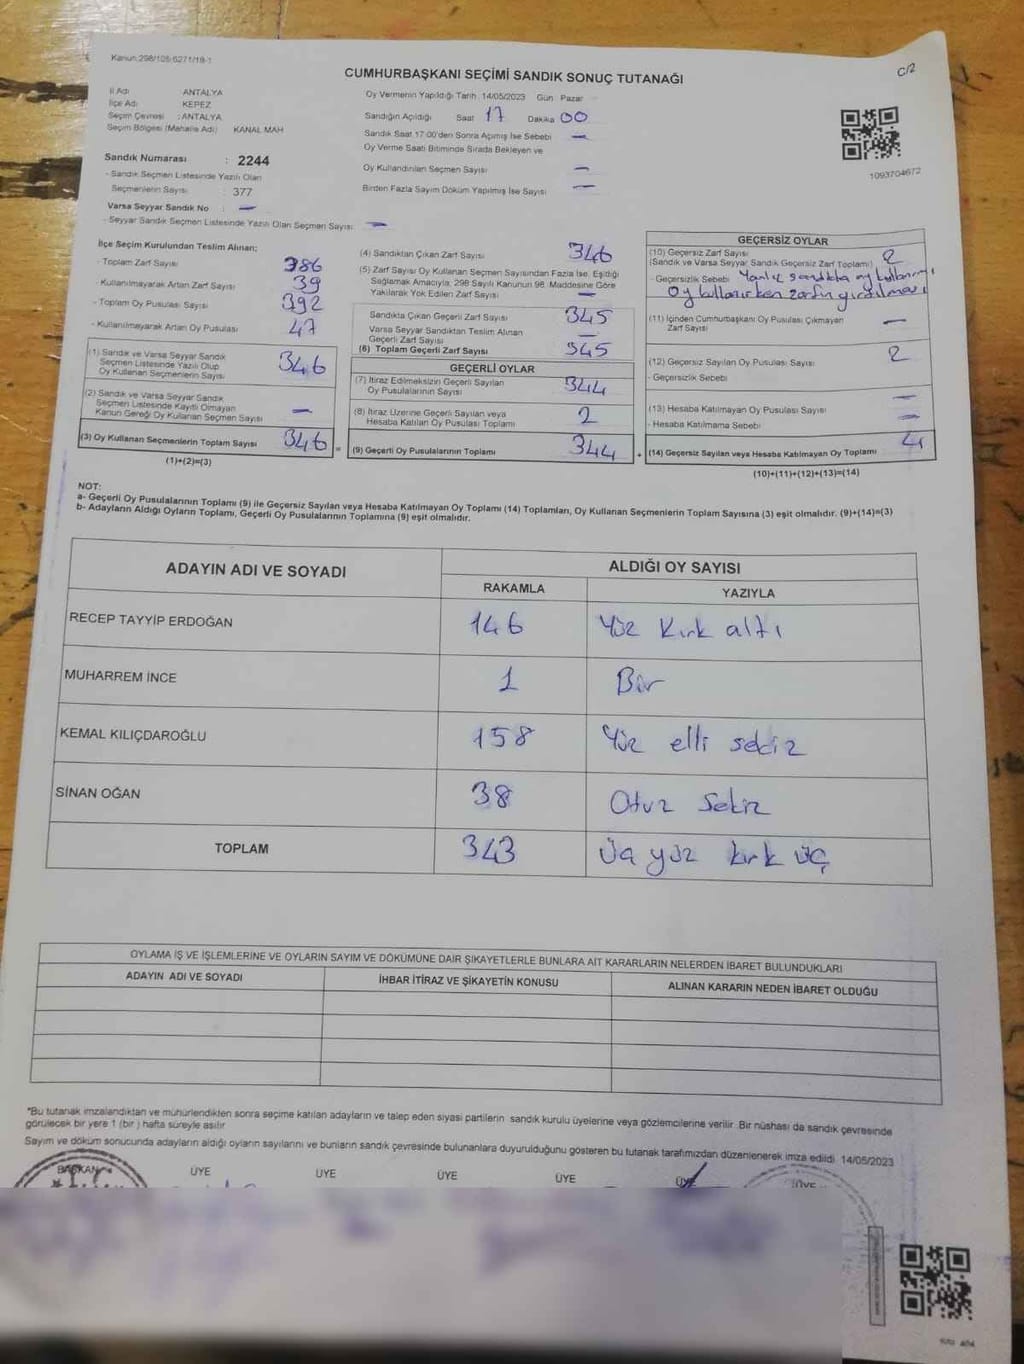 Kanun:298/105-6271/18-1
C/2
CUMHURBAŞKANI SEÇİMİ SANDIK SONUÇ TUTANAĞI
İl Adı ANTALYA
İlçe Adı KEPEZ
Seçim Çevresi : ANTALYA
Seçim Bölgesi (Mahalle Adı) KANAL MAH
Sandık Numarası : 2244
- Sandık Seçmen Listesinde Yazılı Olan
Seçmenlerin Sayısı : 377
Varsa Seyyar Sandık No : —
- Seyyar Sandık Seçmen Listesinde Yazılı Olan Seçmen Sayısı : —
Oy Vermenin Yapıldığı Tarih: 14/05/2023 Gün: Pazar
Sandığın Açıldığı Saat 17 Dakika 00
Sandık Saat 17:00'den Sonra Açılmış İse Sebebi —
Oy Verme Saati Bitiminde Sırada Bekleyen ve
Oy Kullandırılan Seçmen Sayısı —
Birden Fazla Sayım Döküm Yapılmış İse Sayısı —
1093704672
İlçe Seçim Kurulundan Teslim Alınan;
- Toplam Zarf Sayısı 386
- Kullanılmayarak Artan Zarf Sayısı 39
- Toplam Oy Pusulası Sayısı 392
- Kullanılmayarak Artan Oy Pusulası 47
(1) Sandık ve Varsa Seyyar Sandık
Seçmen Listesinde Yazılı Olup
Oy Kullanan Seçmenlerin Sayısı 346
(2) Sandık ve Varsa Seyyar Sandık
Seçmen Listesinde Kayıtlı Olmayan
Kanun Gereği Oy Kullanan Seçmen Sayısı —
(3) Oy Kullanan Seçmenlerin Toplam Sayısı 346 =
(1)+(2)=(3)
(4) Sandıktan Çıkan Zarf Sayısı 346
(5) Zarf Sayısı Oy Kullanan Seçmen Sayısından Fazla İse, Eşitliği
Sağlamak Amacıyla, 298 Sayılı Kanunun 98. Maddesine Göre
Yakılarak Yok Edilen Zarf Sayısı —
Sandıkta Çıkan Geçerli Zarf Sayısı 345
Varsa Seyyar Sandıktan Teslim Alınan
Geçerli Zarf Sayısı —
(6) Toplam Geçerli Zarf Sayısı 345
GEÇERLİ OYLAR
(7) İtiraz Edilmeksizin Geçerli Sayılan
Oy Pusulalarının Sayısı 344
(8) İtiraz Üzerine Geçerli Sayılan veya
Hesaba Katılan Oy Pusulası Toplamı 2
(9) Geçerli Oy Pusulalarının Toplamı 344 +
GEÇERSİZ OYLAR
(10) Geçersiz Zarf Sayısı 2
(Sandık ve Varsa Seyyar Sandık Geçersiz Zarf Toplamı)
- Geçersizlik Sebebi Yanlış sandıkta oy kullanımı
Oy kullanırken zarfın yırtılması
(11) İçinden Cumhurbaşkanı Oy Pusulası Çıkmayan
Zarf Sayısı —
(12) Geçersiz Sayılan Oy Pusulası Sayısı 2
- Geçersizlik Sebebi
(13) Hesaba Katılmayan Oy Pusulası Sayısı —
- Hesaba Katılmama Sebebi —
(14) Geçersiz Sayılan veya Hesaba Katılmayan Oy Toplamı 4
(10)+(11)+(12)+(13)=(14)
NOT:
a- Geçerli Oy Pusulalarının Toplamı (9) ile Geçersiz Sayılan veya Hesaba Katılmayan Oy Toplamı (14) Toplamları, Oy Kullanan Seçmenlerin Toplam Sayısına (3) eşit olmalıdır. (9)+(14)=(3)
b- Adayların Aldığı Oyların Toplamı, Geçerli Oy Pusulalarının Toplamına (9) eşit olmalıdır.
ADAYIN ADI VE SOYADI ALDIĞI OY SAYISI
RAKAMLA YAZIYLA
RECEP TAYYİP ERDOĞAN 146 Yüz Kırk altı
MUHARREM İNCE 1 Bir
KEMAL KILIÇDAROĞLU 158 Yüz elli sekiz
SİNAN OĞAN 38 Otuz Sekiz
TOPLAM 343 Üç yüz kırk üç
OYLAMA İŞ VE İŞLEMLERİNE VE OYLARIN SAYIM VE DÖKÜMÜNE DAİR ŞİKAYETLERLE BUNLARA AİT KARARLARIN NELERDEN İBARET BULUNDUKLARI
ADAYIN ADI VE SOYADI İHBAR İTİRAZ VE ŞİKAYETİN KONUSU ALINAN KARARIN NEDEN İBARET OLDUĞU
*Bu tutanak imzalandıktan ve mühürlendikten sonra seçime katılan adayların ve talep eden siyasi partilerin sandık kurulu üyelerine veya gözlemcilerine verilir. Bir nüshası da sandık çevresinde
görülecek bir yere 1 (bir ) hafta süreyle asılır
Sayım ve döküm sonucunda adayların aldığı oyların sayılarını ve bunların sandık çevresinde bulunanlara duyurulduğunu gösteren bu tutanak tarafımızdan düzenlenerek imza edildi. 14/05/2023
BAŞKAN ÜYE ÜYE ÜYE ÜYE ÜYE ÜYE